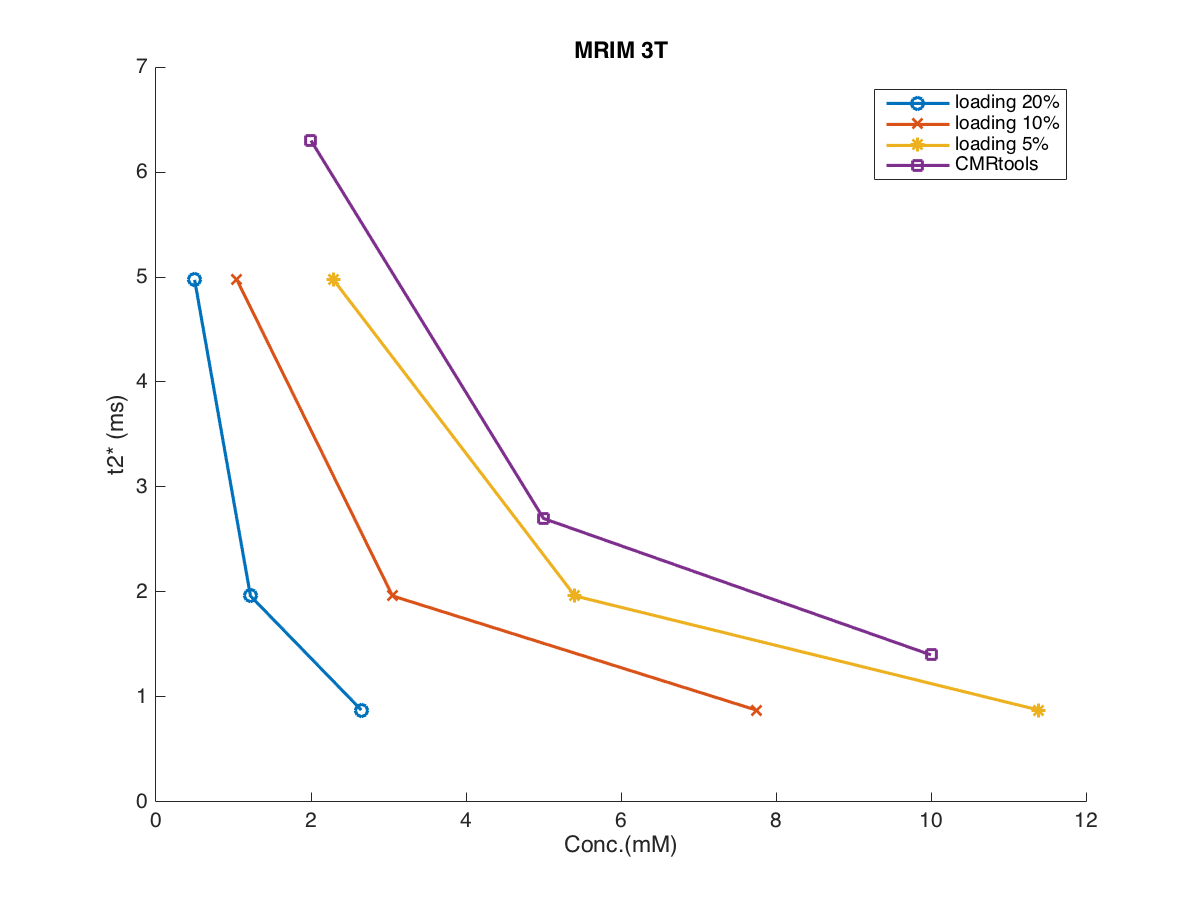 MRIM 3T
loading 20%
loading 10%
loading 5%
CMRtools
7
6
5
4
3
2
1
0
t2* (ms)
0 2 4 6 8 10 12
Conc.(mM)